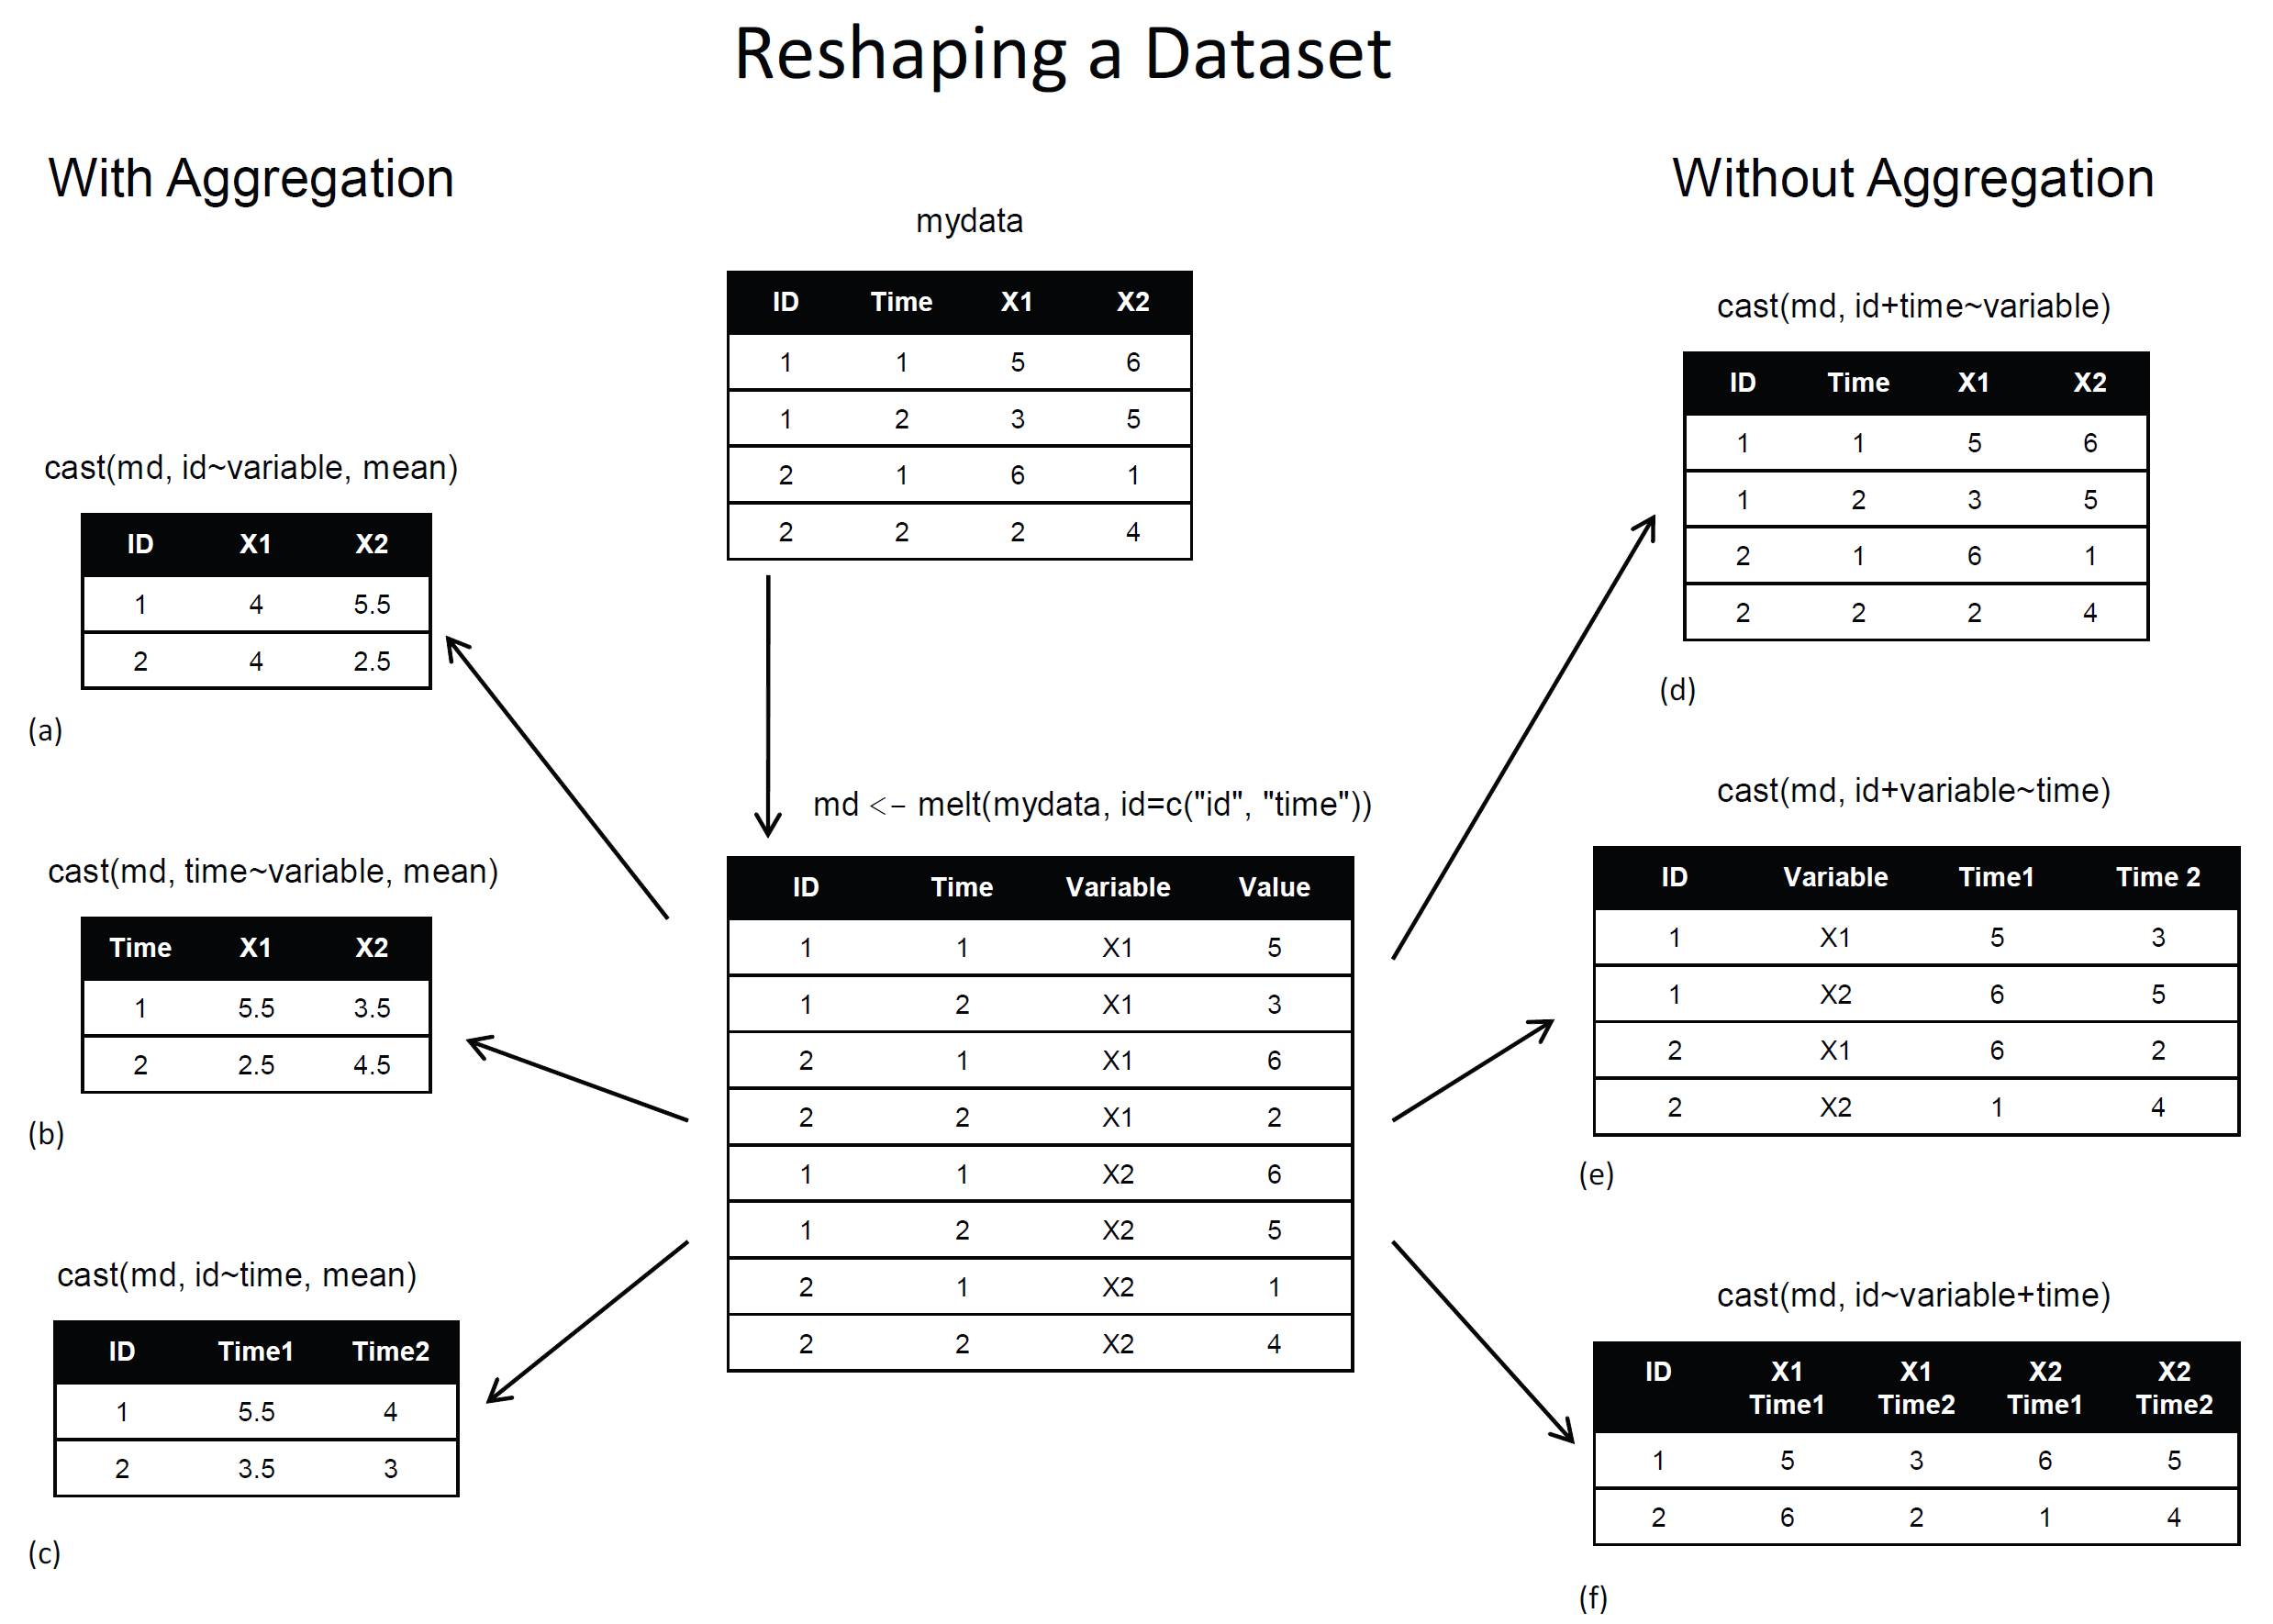 Reshaping a Dataset
With Aggregation
Without Aggregation
mydata
ID Time X1 X2
1 1 5 6
1 2 3 5
2 1 6 1
2 2 2 4
cast(md, id~variable, mean)
ID X1 X2
1 4 5.5
2 4 2.5
(a)
cast(md, time~variable, mean)
Time X1 X2
1 5.5 3.5
2 2.5 4.5
(b)
cast(md, id~time, mean)
ID Time1 Time2
1 5.5 4
2 3.5 3
(c)
md <- melt(mydata, id=c("id", "time"))
ID Time Variable Value
1 1 X1 5
1 2 X1 3
2 1 X1 6
2 2 X1 2
1 1 X2 6
1 2 X2 5
2 1 X2 1
2 2 X2 4
cast(md, id+time~variable)
ID Time X1 X2
1 1 5 6
1 2 3 5
2 1 6 1
2 2 2 4
(d)
cast(md, id+variable~time)
ID Variable Time1 Time 2
1 X1 5 3
1 X2 6 5
2 X1 6 2
2 X2 1 4
(e)
cast(md, id~variable+time)
ID X1 X1 X2 X2
Time1 Time2 Time1 Time2
1 5 3 6 5
2 6 2 1 4
(f)